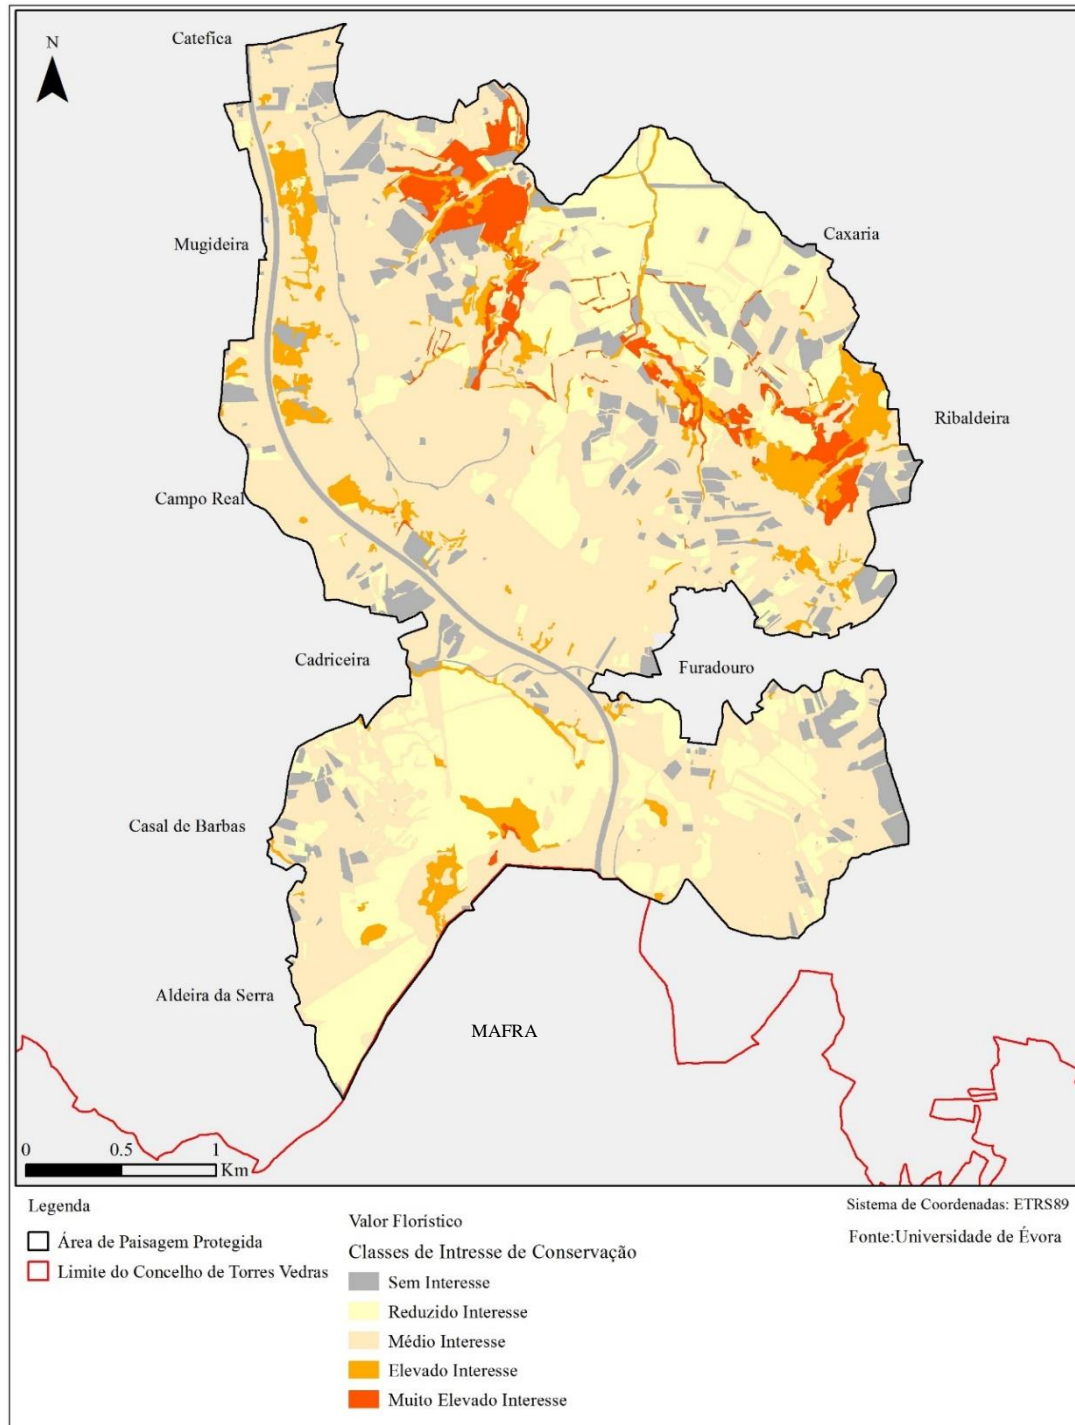 Catefica
N
Mugideira
Caxaria
Ribaldeira
Campo Real
Cadriceira
Furadouro
Casal de Barbas
Aldeira da Serra
MAFRA
0 0.5 1
Km
Legenda
Área de Paisagem Protegida
Limite do Concelho de Torres Vedras
Valor Florístico
Classes de Intresse de Conservação
Sem Interesse
Reduzido Interesse
Médio Interesse
Elevado Interesse
Muito Elevado Interesse
Sistema de Coordenadas: ETRS89
Fonte:Universidade de Évora